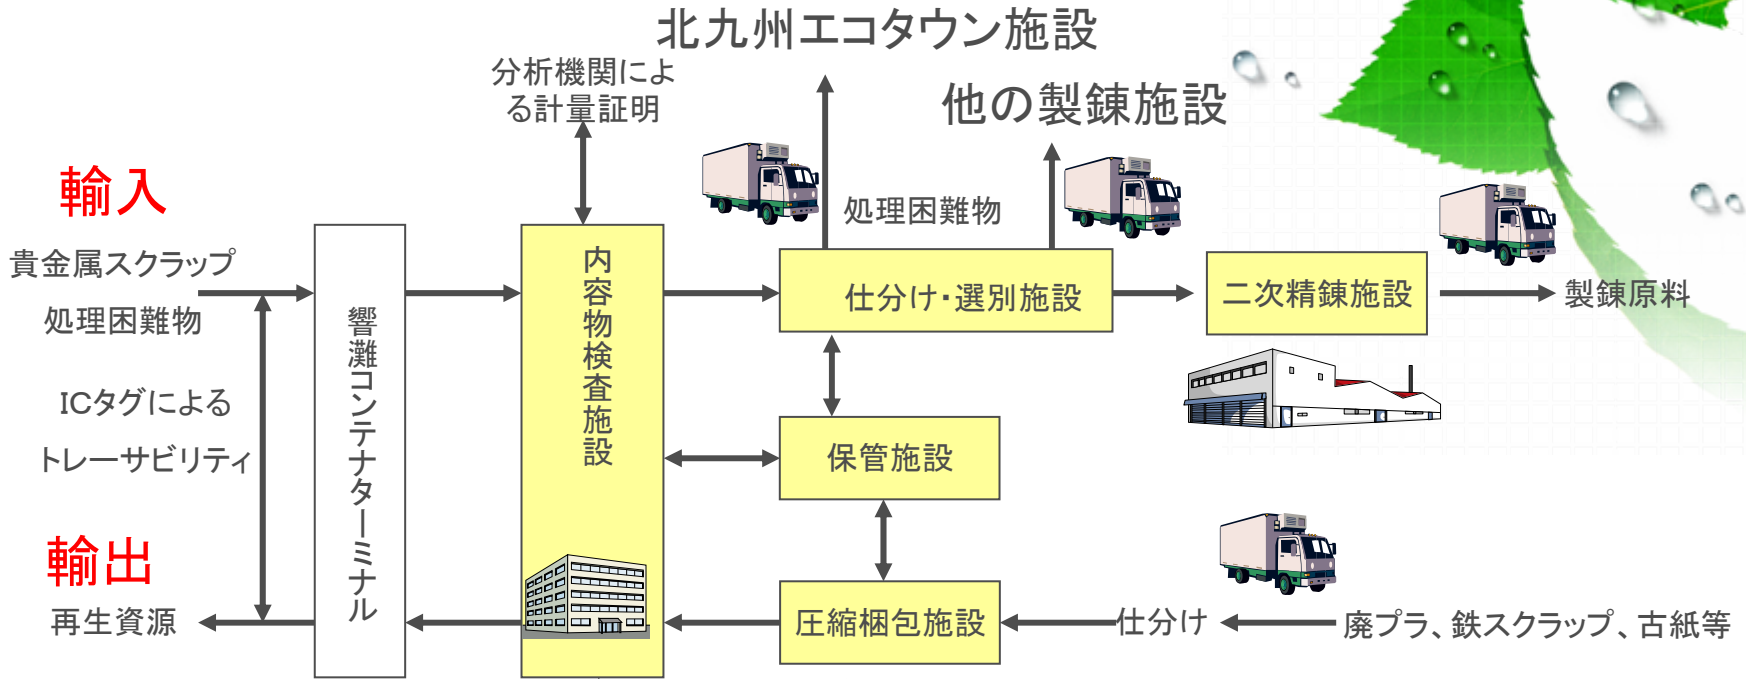 北九州エコタウン施設
分析機関によ
る計量証明
他の製錬施設
輸入
処理困難物
貴金属スクラップ
処理困難物
ICタグによる
トレーサビリティ
輸出
再生資源
響灘コンテナターミナル
内容物検査施設
仕分け・選別施設
二次精錬施設
製錬原料
保管施設
圧縮梱包施設
仕分け
廃プラ、鉄スクラップ、古紙等